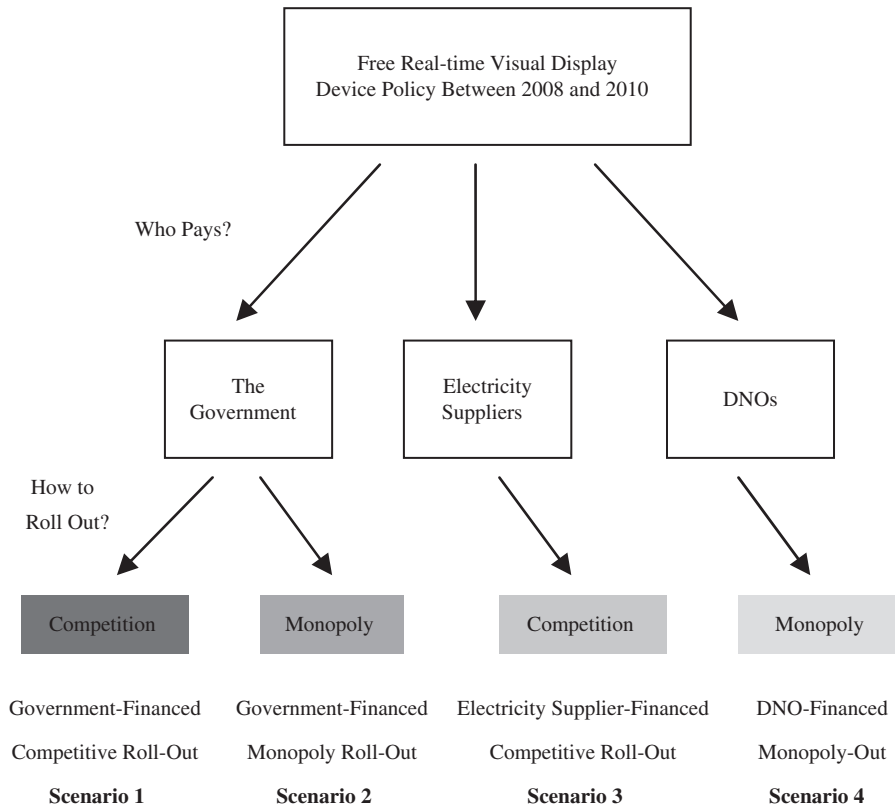 Free Real-time Visual Display
Device Policy Between 2008 and 2010
Who Pays?
The
Government
Electricity
Suppliers
DNOs
How to
Roll Out?
Competition
Monopoly
Competition
Monopoly
Government-Financed
Competitive Roll-Out
Scenario 1
Government-Financed
Monopoly Roll-Out
Scenario 2
Electricity Supplier-Financed
Competitive Roll-Out
Scenario 3
DNO-Financed
Monopoly-Out
Scenario 4